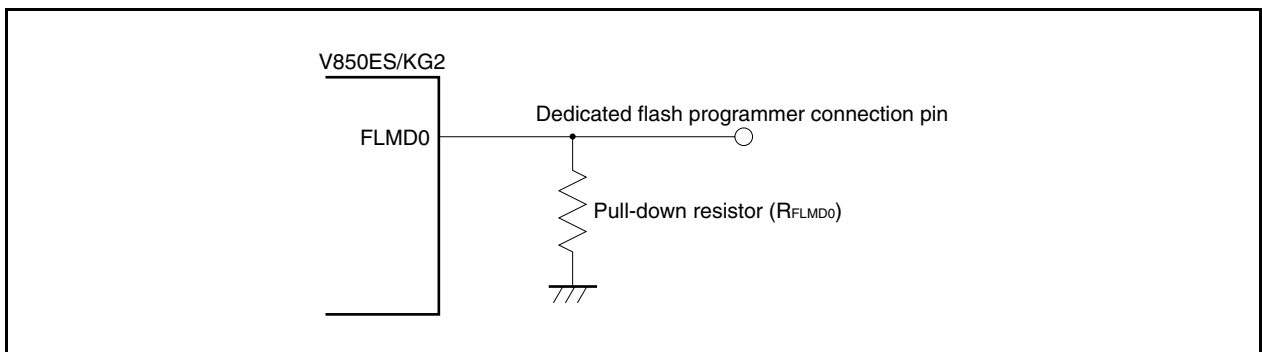 V850ES/KG2
Dedicated flash programmer connection pin
FLMD0
Pull-down resistor (RFLMD0)